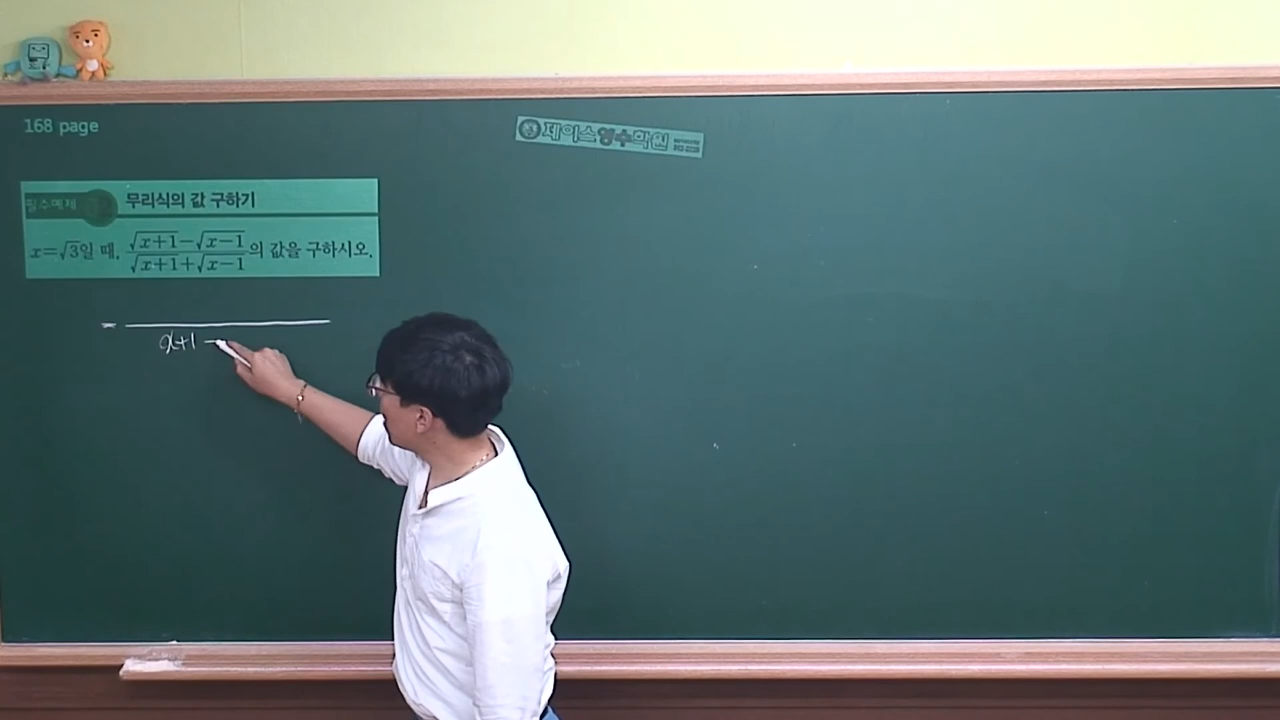 168 page
제이스영수학원
필수예제
무리식의 값 구하기
x=√3일 때, (√(x+1)−√(x−1))/(√(x+1)+√(x−1))의 값을 구하시오.
=
x+1 −